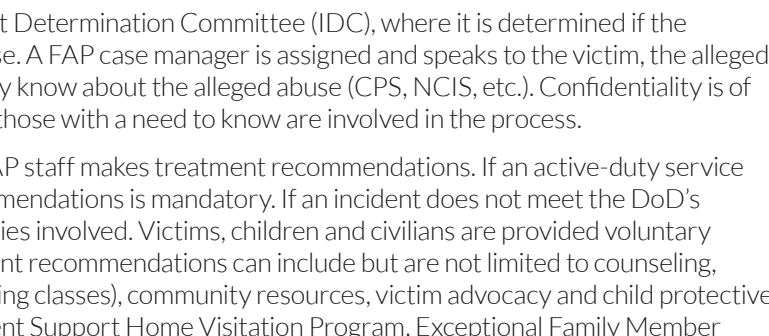 t Determination Committee (IDC), where it is determined if the
se. A FAP case manager is assigned and speaks to the victim, the alleged
y know about the alleged abuse (CPS, NCIS, etc.). Confidentiality is of
those with a need to know are involved in the process.
AP staff makes treatment recommendations. If an active-duty service
mendations is mandatory. If an incident does not meet the DoD’s
ies involved. Victims, children and civilians are provided voluntary
nt recommendations can include but are not limited to counseling,
ing classes), community resources, victim advocacy and child protective
ent Support Home Visitation Program, Exceptional Family Member